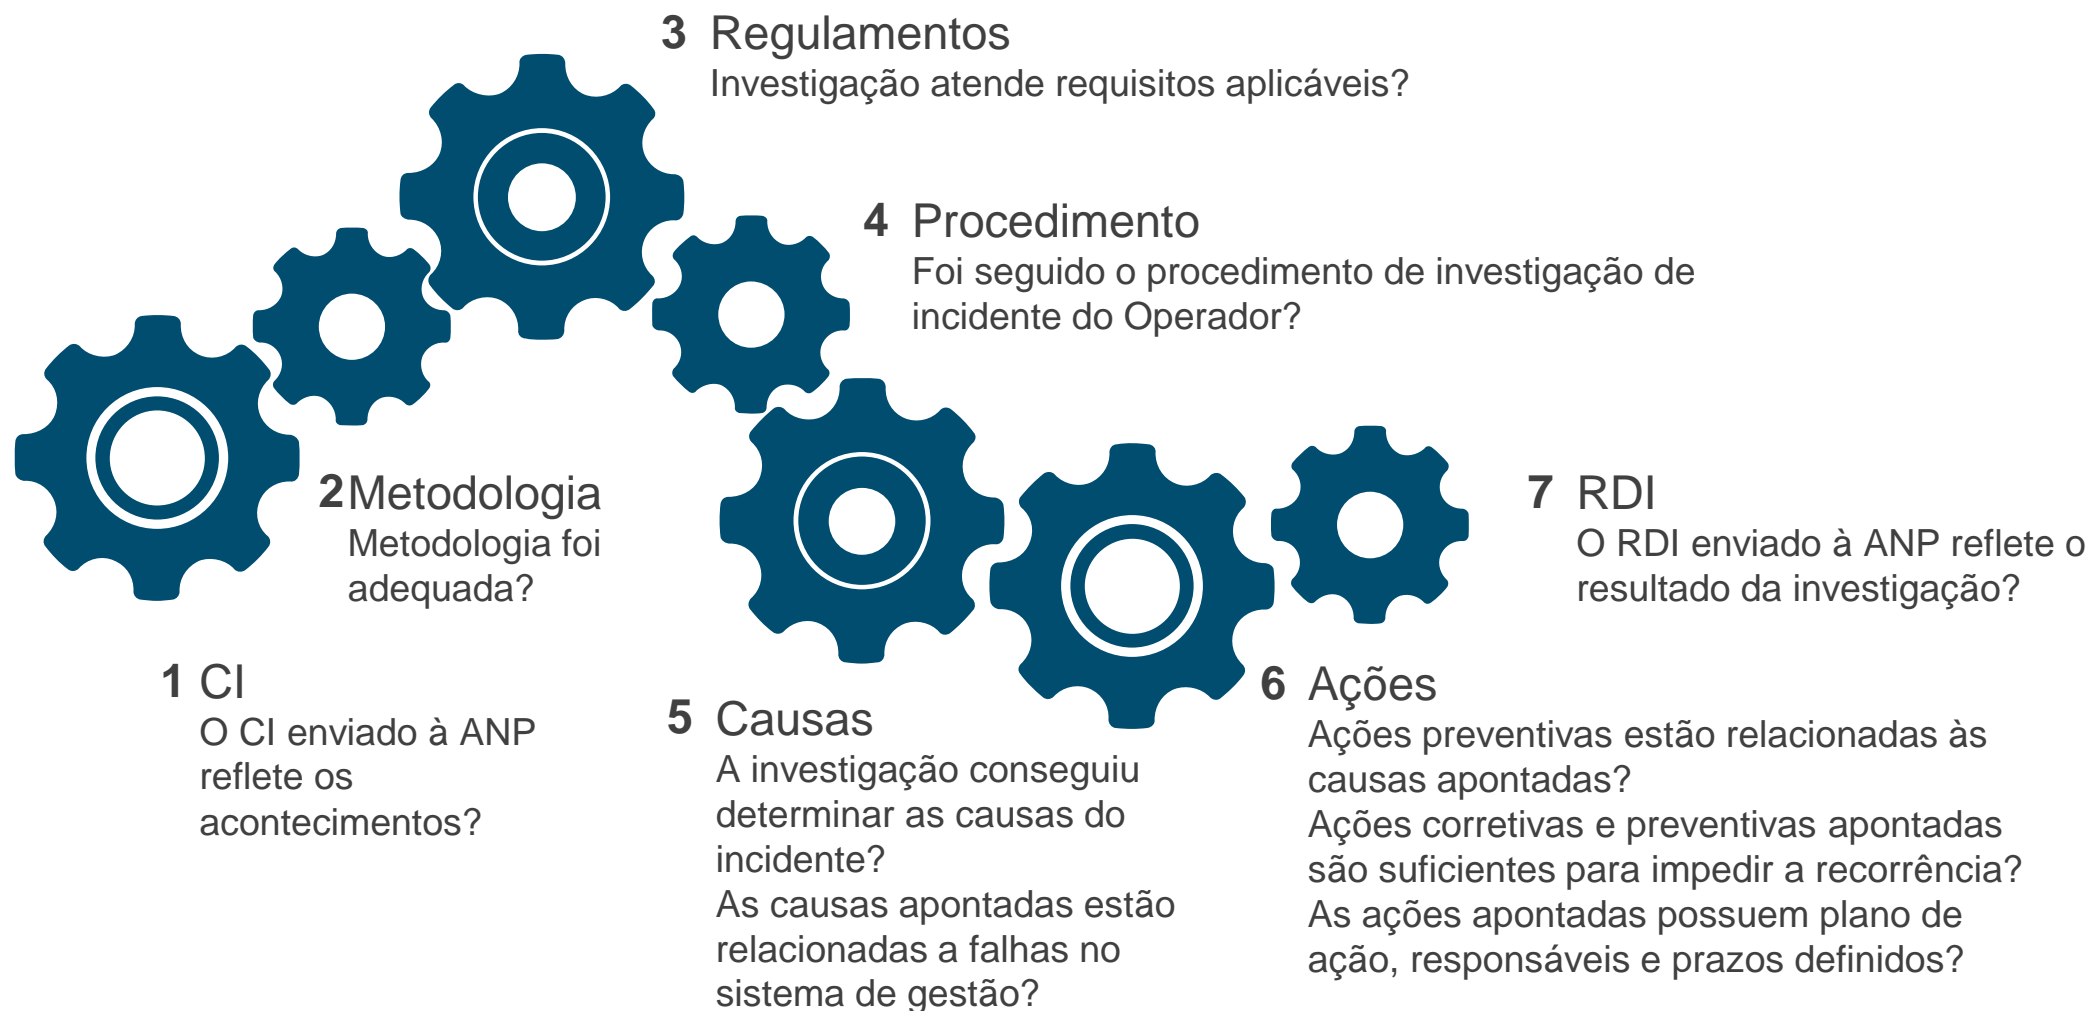 3 Regulamentos
Investigação atende requisitos aplicáveis?
4 Procedimento
Foi seguido o procedimento de investigação de
incidente do Operador?
2 Metodologia
Metodologia foi
adequada?
7 RDI
O RDI enviado à ANP reflete o
resultado da investigação?
1 CI
O CI enviado à ANP
reflete os
acontecimentos?
5 Causas
A investigação conseguiu
determinar as causas do
incidente?
As causas apontadas estão
relacionadas a falhas no
sistema de gestão?
6 Ações
Ações preventivas estão relacionadas às
causas apontadas?
Ações corretivas e preventivas apontadas
são suficientes para impedir a recorrência?
As ações apontadas possuem plano de
ação, responsáveis e prazos definidos?